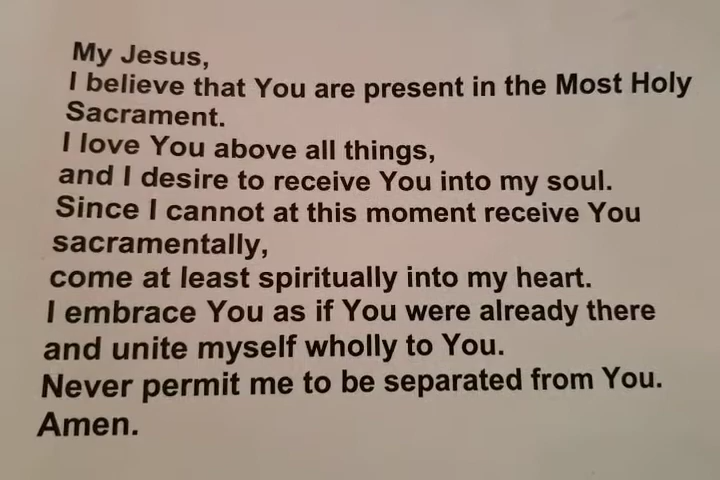 My Jesus,
I believe that You are present in the Most Holy
Sacrament.
I love You above all things,
and I desire to receive You into my soul.
Since I cannot at this moment receive You
sacramentally,
come at least spiritually into my heart.
I embrace You as if You were already there
and unite myself wholly to You.
Never permit me to be separated from You.
Amen.